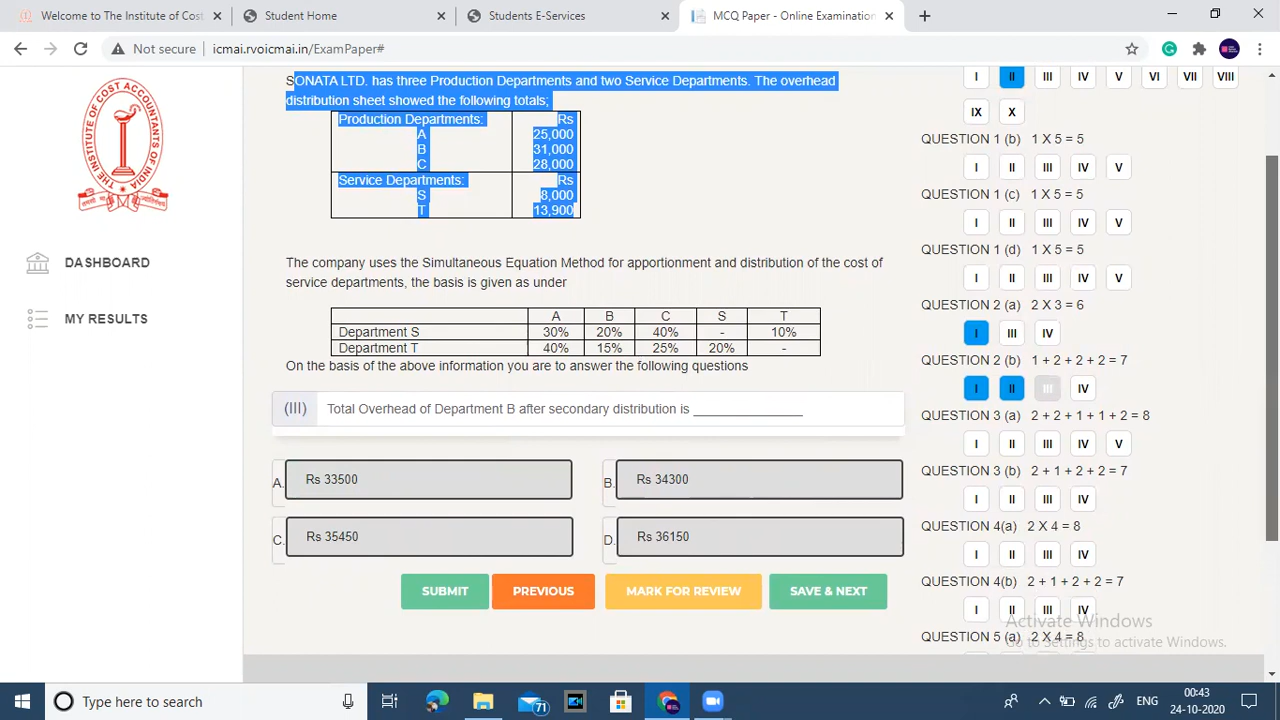 Welcome to The Institute of Cost
Student Home
Students E-Services
MCQ Paper - Online Examination
Not secure
icmai.rvoicmai.in/ExamPaper#
THE INSTITUTE OF COST ACCOUNTANTS OF INDIA
DASHBOARD
MY RESULTS
SONATA LTD. has three Production Departments and two Service Departments. The overhead
distribution sheet showed the following totals;
Production Departments: Rs
A 25,000
B 31,000
C 28,000
Service Departments: Rs
S 8,000
T 13,900
The company uses the Simultaneous Equation Method for apportionment and distribution of the cost of
service departments, the basis is given as under
A B C S T
Department S 30% 20% 40% - 10%
Department T 40% 15% 25% 20% -
On the basis of the above information you are to answer the following questions
(III) Total Overhead of Department B after secondary distribution is _______________
A. Rs 33500
B. Rs 34300
C. Rs 35450
D. Rs 36150
SUBMIT PREVIOUS MARK FOR REVIEW SAVE & NEXT
I II III IV V VI VII VIII
IX X
QUESTION 1 (b) 1 X 5 = 5
I II III IV V
QUESTION 1 (c) 1 X 5 = 5
I II III IV V
QUESTION 1 (d) 1 X 5 = 5
I II III IV V
QUESTION 2 (a) 2 X 3 = 6
I III IV
QUESTION 2 (b) 1 + 2 + 2 + 2 = 7
I II III IV
QUESTION 3 (a) 2 + 2 + 1 + 1 + 2 = 8
I II III IV V
QUESTION 3 (b) 2 + 1 + 2 + 2 = 7
I II III IV
QUESTION 4(a) 2 X 4 = 8
I II III IV
QUESTION 4(b) 2 + 1 + 2 + 2 = 7
I II III IV
QUESTION 5 (a) 2 X 4 = 8
Activate Windows
Go to Settings to activate Windows.
Type here to search
71
ENG
00:43
24-10-2020